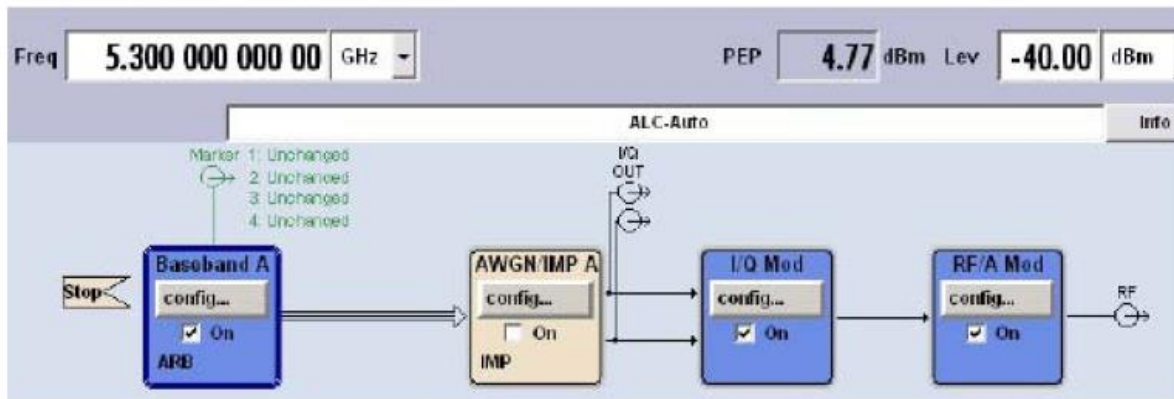 Freq 5.300 000 000 00 GHz PEP 4.77 dBm Lev -40.00 dBm
ALC-Auto Info
Marker 1: Unchanged
2: Unchanged
3: Unchanged
4: Unchanged
I/Q
OUT
Baseband A
config...
On
ARB
Stop
AWGN/IMP A
config...
On
IMP
I/Q Mod
config...
On
RF/A Mod
config...
On
RF